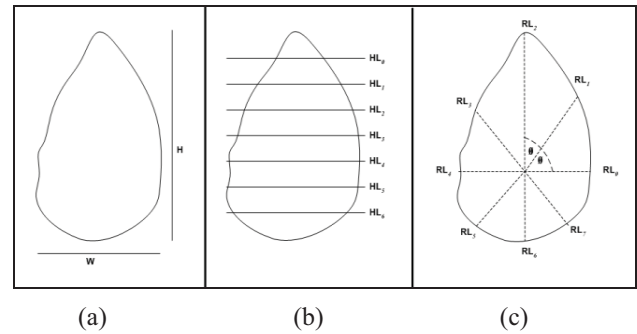 H
W
HL₀
HL₁
HL₂
HL₃
HL₄
HL₅
HL₆
RL₂
RL₁
RL₃
θ
θ
RL₄
RL₀
RL₅
RL₇
RL₆
(a)
(b)
(c)